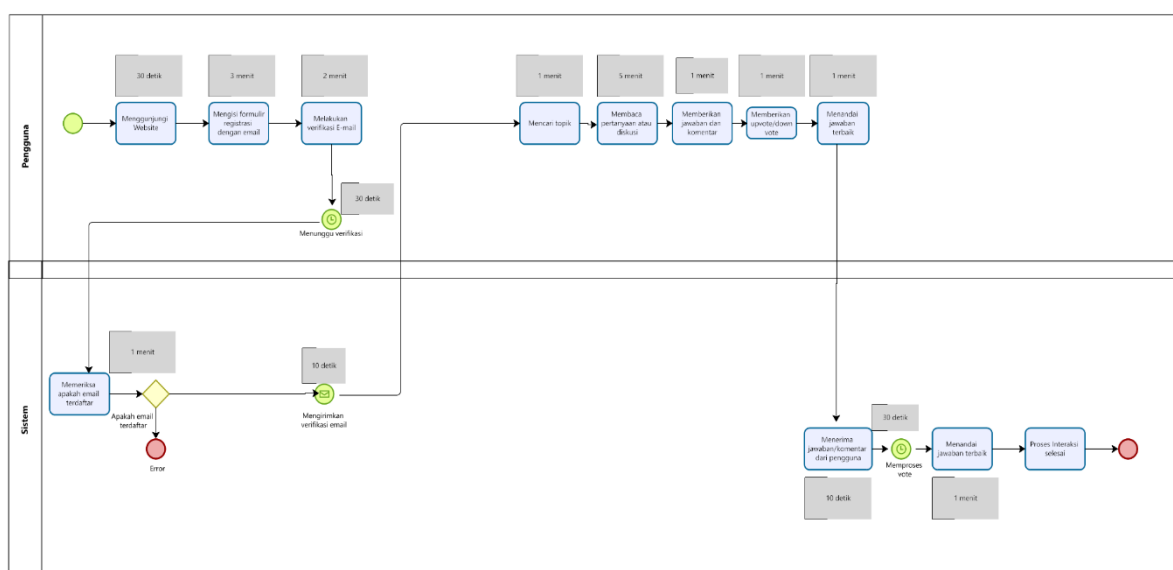 Pengguna
30 detik
3 menit
2 menit
1 menit
5 menit
1 menit
1 menit
1 menit
Menggunjungi
Website
Mengisi formulir
registrasi
dengan email
Melakukan
verifikasi E-mail
Mencari topik
Membaca
pertanyaan atau
diskusi
Memberikan
jawaban dan
komentar
Memberikan
upvote/down
vote
Menandai
jawaban
terbaik
30 detik
Menunggu verifikasi
Sistem
1 menit
10 detik
Memeriksa
apakah email
terdaftar
Apakah email
terdaftar
Mengirimkan
verifikasi email
Error
30 detik
Menerima
jawaban/komentar
dari pengguna
Memproses
vote
Menandai
jawaban terbaik
Proses Interaksi
selesai
10 detik
1 menit